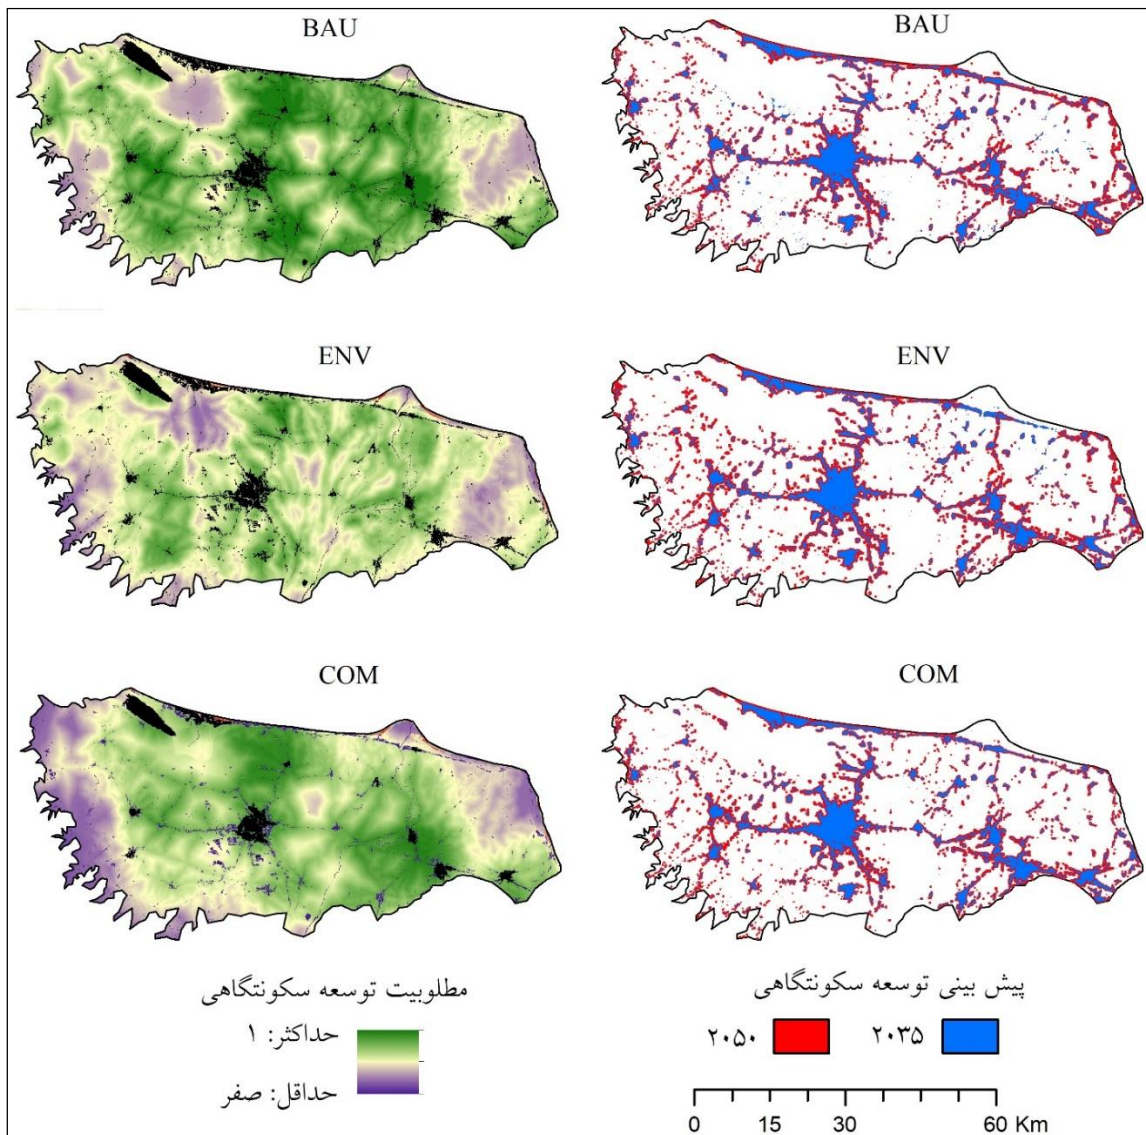 BAU
BAU
ENV
ENV
COM
COM
مطلوبیت توسعه سکونتگاهی
حداکثر: ۱
حداقل: صفر
پیش بینی توسعه سکونتگاهی
۲۰۳۵
۲۰۵۰
0 15 30 60 Km